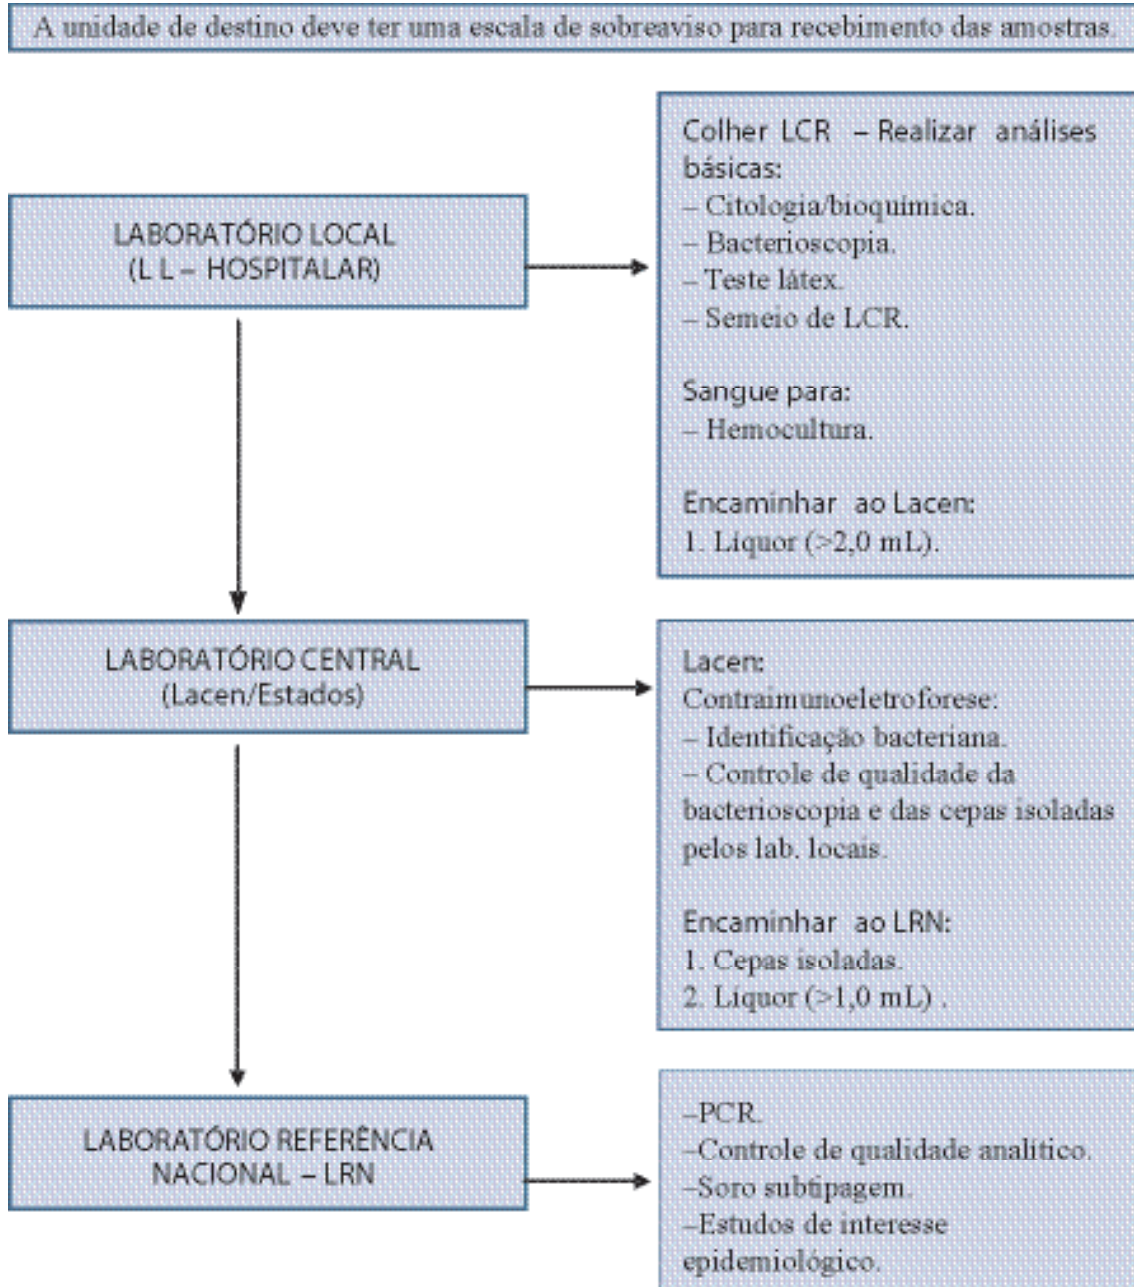 A unidade de destino deve ter uma escala de sobreaviso para recebimento das amostras.
LABORATÓRIO LOCAL
(L L – HOSPITALAR)
Colher LCR – Realizar análises
básicas:
– Citologia/bioquímica.
– Bacterioscopia.
– Teste látex.
– Semeio de LCR.
Sangue para:
– Hemocultura.
Encaminhar ao Lacen:
1. Liquor (>2,0 mL).
LABORATÓRIO CENTRAL
(Lacen/Estados)
Lacen:
Contraimunoeletroforese:
– Identificação bacteriana.
– Controle de qualidade da
bacterioscopia e das cepas isoladas
pelos lab. locais.
Encaminhar ao LRN:
1. Cepas isoladas.
2. Liquor (>1,0 mL) .
LABORATÓRIO REFERÊNCIA
NACIONAL – LRN
–PCR.
–Controle de qualidade analítico.
–Soro subtipagem.
–Estudos de interesse
epidemiológico.